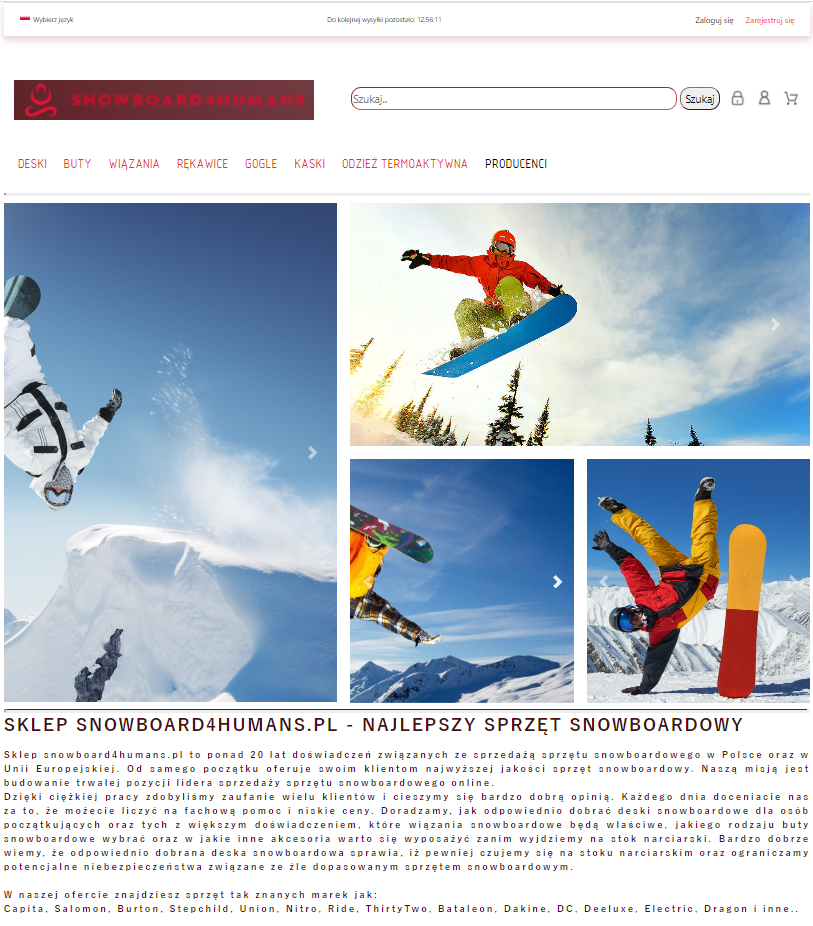 Wybierz język
Do kolejnej wysyłki pozostało: 12:56:11
Zaloguj się Zarejestruj się
SNOWBOARD4HUMANS
Szukaj.. Szukaj
DESKI BUTY WIĄZANIA RĘKAWICE GOGLE KASKI ODZIEŻ TERMOAKTYWNA PRODUCENCI
SKLEP SNOWBOARD4HUMANS.PL - NAJLEPSZY SPRZĘT SNOWBOARDOWY
Sklep snowboard4humans.pl to ponad 20 lat doświadczeń związanych ze sprzedażą sprzętu snowboardowego w Polsce oraz w
Unii Europejskiej. Od samego początku oferuje swoim klientom najwyższej jakości sprzęt snowboardowy. Naszą misją jest
budowanie trwałej pozycji lidera sprzedaży sprzętu snowboardowego online.
Dzięki ciężkiej pracy zdobyliśmy zaufanie wielu klientów i cieszymy się bardzo dobrą opinią. Każdego dnia doceniacie nas
za to, że możecie liczyć na fachową pomoc i niskie ceny. Doradzamy, jak odpowiednio dobrać deski snowboardowe dla osób
początkujących oraz tych z większym doświadczeniem, które wiązania snowboardowe będą właściwe, jakiego rodzaju buty
snowboardowe wybrać oraz w jakie inne akcesoria warto się wyposażyć zanim wyjdziemy na stok narciarski. Bardzo dobrze
wiemy, że odpowiednio dobrana deska snowboardowa sprawia, iż pewniej czujemy się na stoku narciarskim oraz ograniczamy
potencjalne niebezpieczeństwa związane ze źle dopasowanym sprzętem snowboardowym.
W naszej ofercie znajdziesz sprzęt tak znanych marek jak:
Capita, Salomon, Burton, Stepchild, Union, Nitro, Ride, ThirtyTwo, Bataleon, Dakine, DC, Deeluxe, Electric, Dragon i inne..